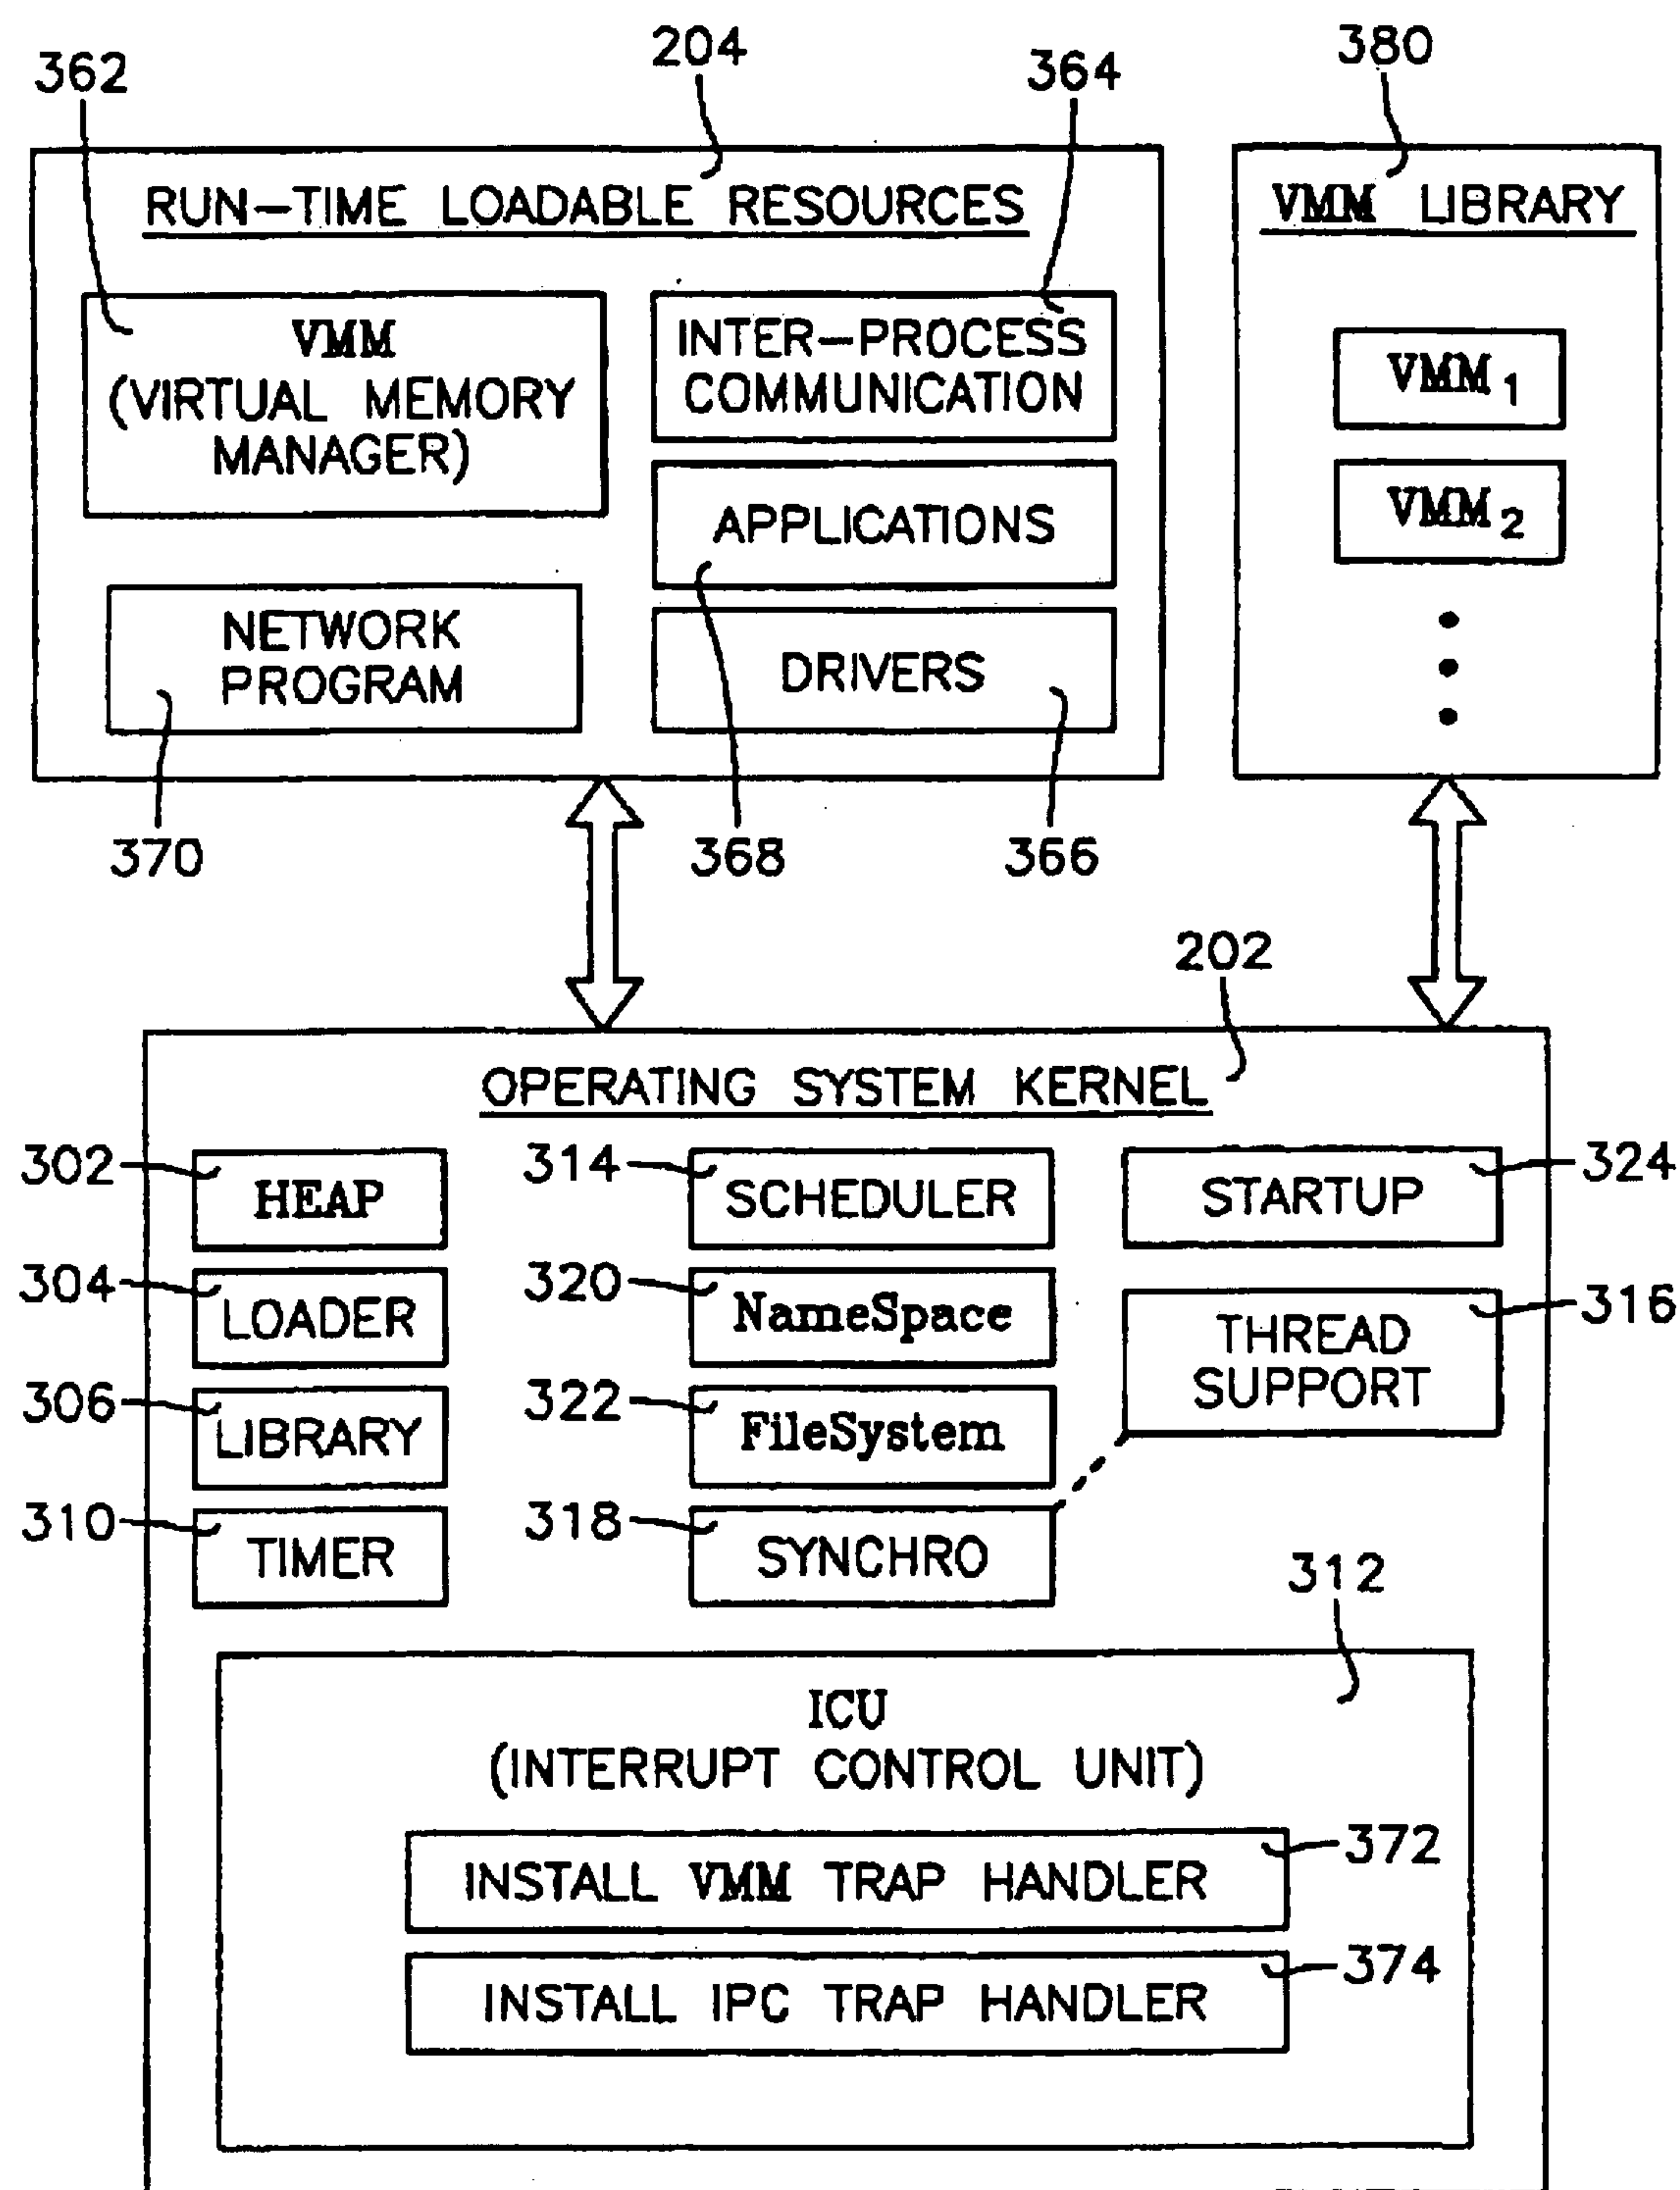 362
204
364
380
RUN-TIME LOADABLE RESOURCES
VMM
(VIRTUAL MEMORY
MANAGER)
INTER-PROCESS
COMMUNICATION
APPLICATIONS
NETWORK
PROGRAM
DRIVERS
370
368
366
VMM LIBRARY
VMM 1
VMM 2
202
OPERATING SYSTEM KERNEL
302
HEAP
304
LOADER
306
LIBRARY
310
TIMER
314
SCHEDULER
320
NameSpace
322
FileSystem
318
SYNCHRO
STARTUP
324
THREAD
SUPPORT
316
312
ICU
(INTERRUPT CONTROL UNIT)
INSTALL VMM TRAP HANDLER
372
INSTALL IPC TRAP HANDLER
374